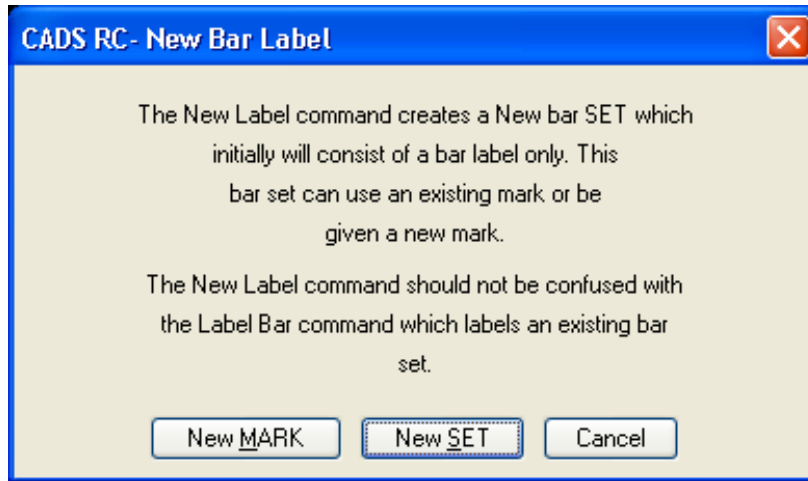 CADS RC- New Bar Label
The New Label command creates a New bar SET which
initially will consist of a bar label only. This
bar set can use an existing mark or be
given a new mark.
The New Label command should not be confused with
the Label Bar command which labels an existing bar
set.
New MARK New SET Cancel